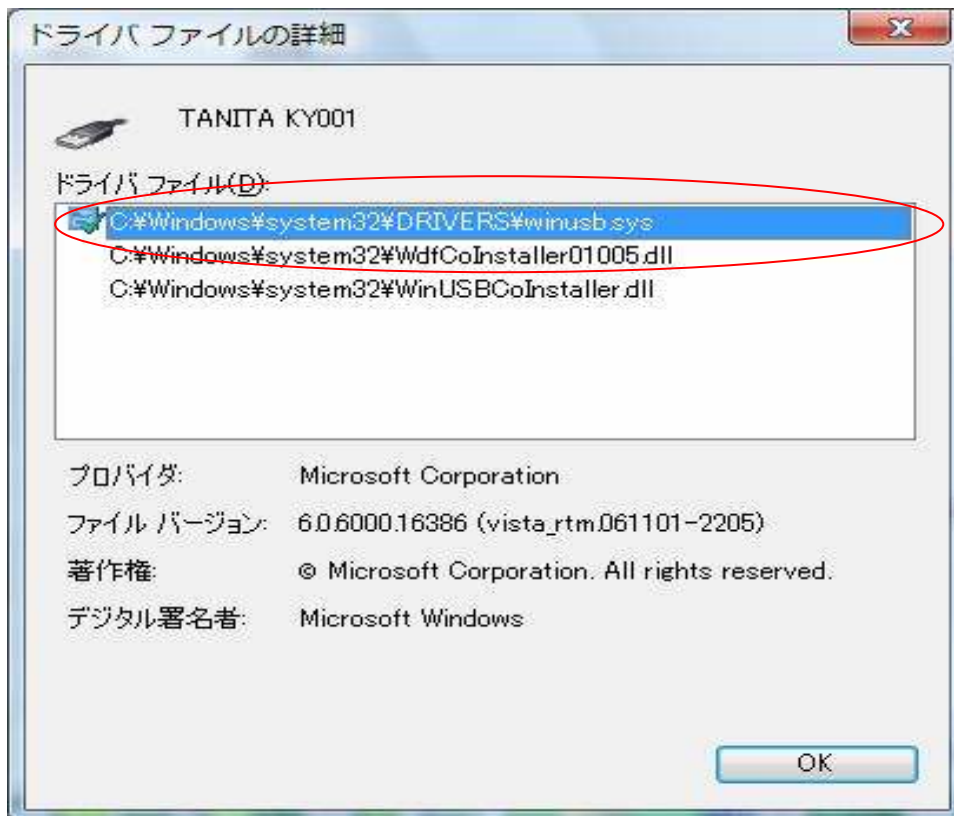 ドライバ ファイルの詳細
TANITA KY001
ドライバ ファイル(D):
C:¥Windows¥system32¥DRIVERS¥winusb.sys
C:¥Windows¥system32¥WdfCoInstaller01005.dll
C:¥Windows¥system32¥WinUSBCoInstaller.dll
プロバイダ: Microsoft Corporation
ファイル バージョン: 6.0.6000.16386 (vista_rtm.061101-2205)
著作権: © Microsoft Corporation. All rights reserved.
デジタル署名者: Microsoft Windows
OK